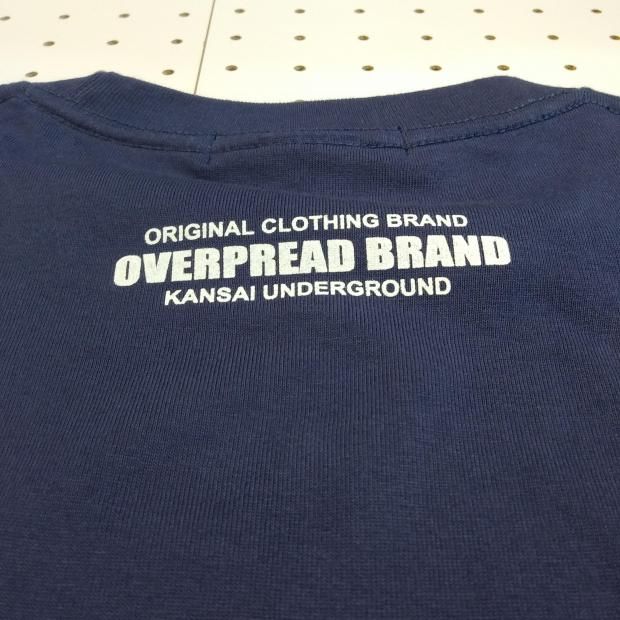 ORIGINAL CLOTHING BRAND
OVERPREAD BRAND
KANSAI UNDERGROUND